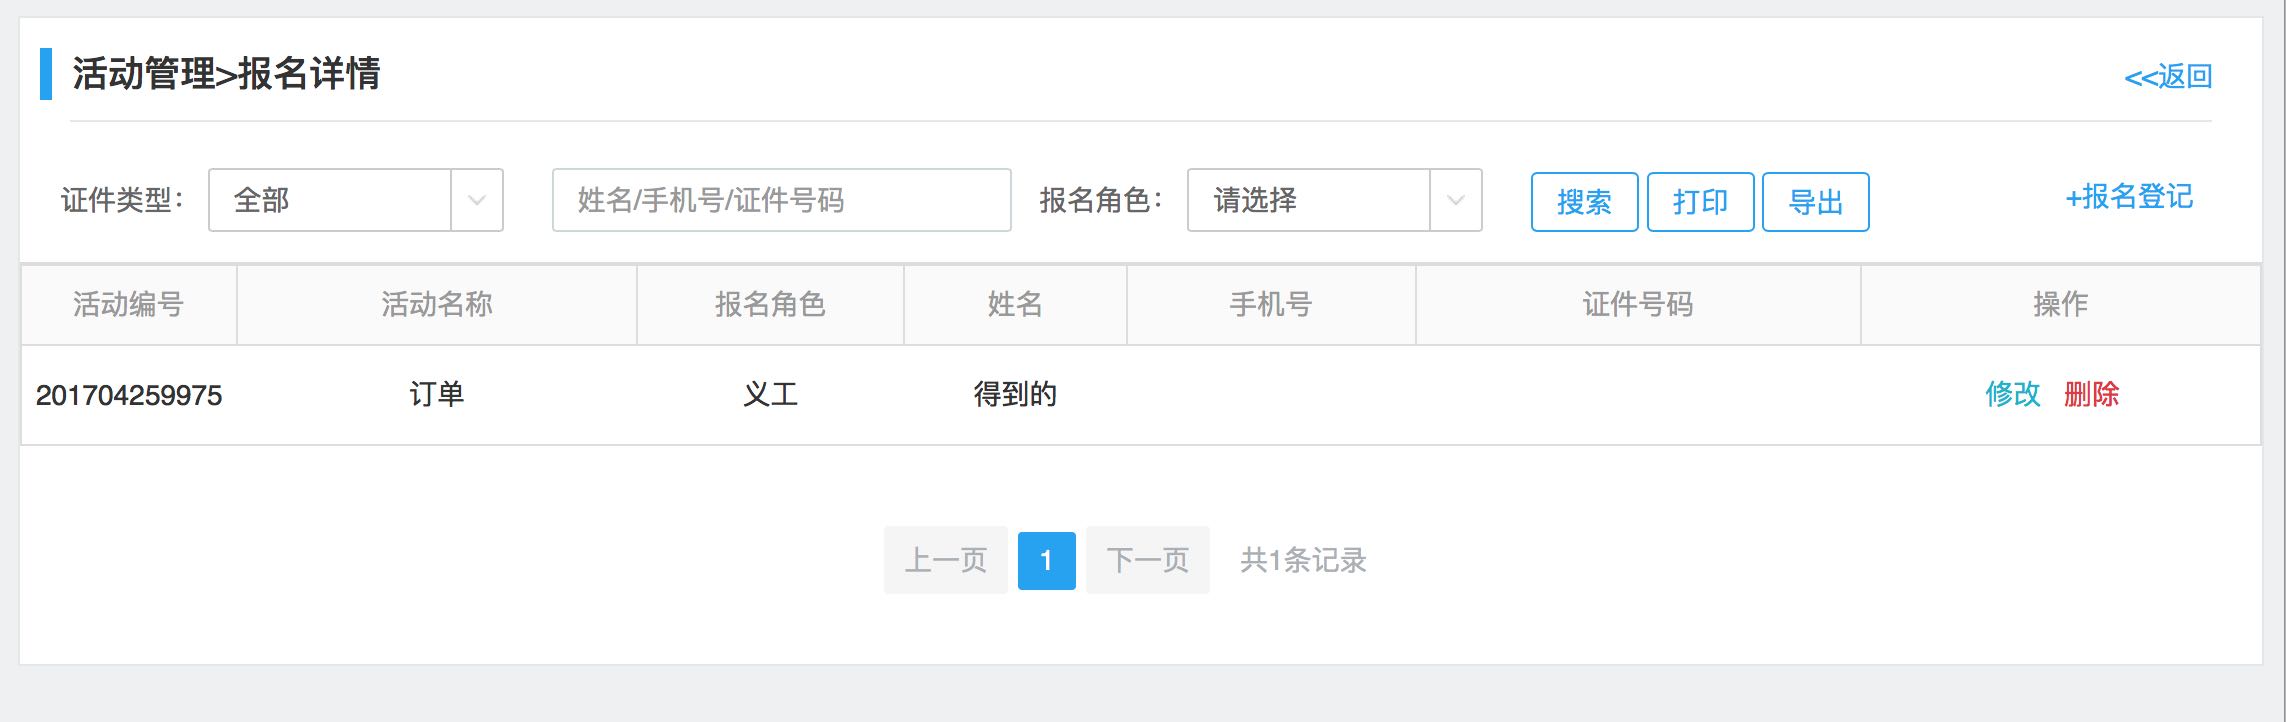 活动管理>报名详情
<<返回
证件类型： 全部 姓名/手机号/证件号码 报名角色： 请选择 搜索 打印 导出 +报名登记
活动编号 活动名称 报名角色 姓名 手机号 证件号码 操作
201704259975 订单 义工 得到的 修改 删除
上一页 1 下一页 共1条记录